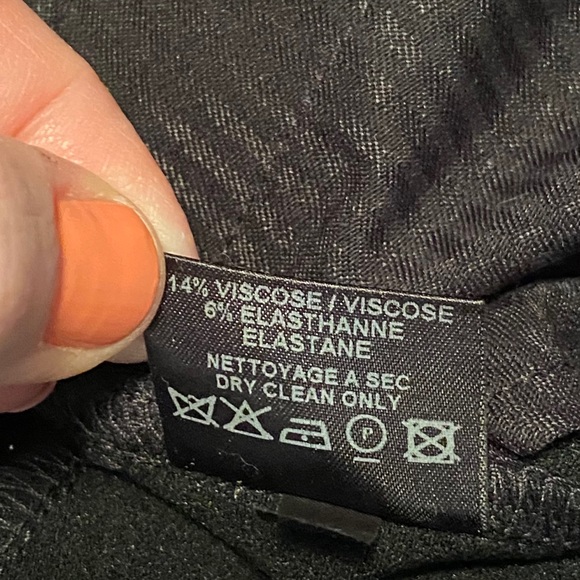 14% VISCOSE / VISCOSE
6% ELASTHANNE
ELASTANE
NETTOYAGE A SEC
DRY CLEAN ONLY
P